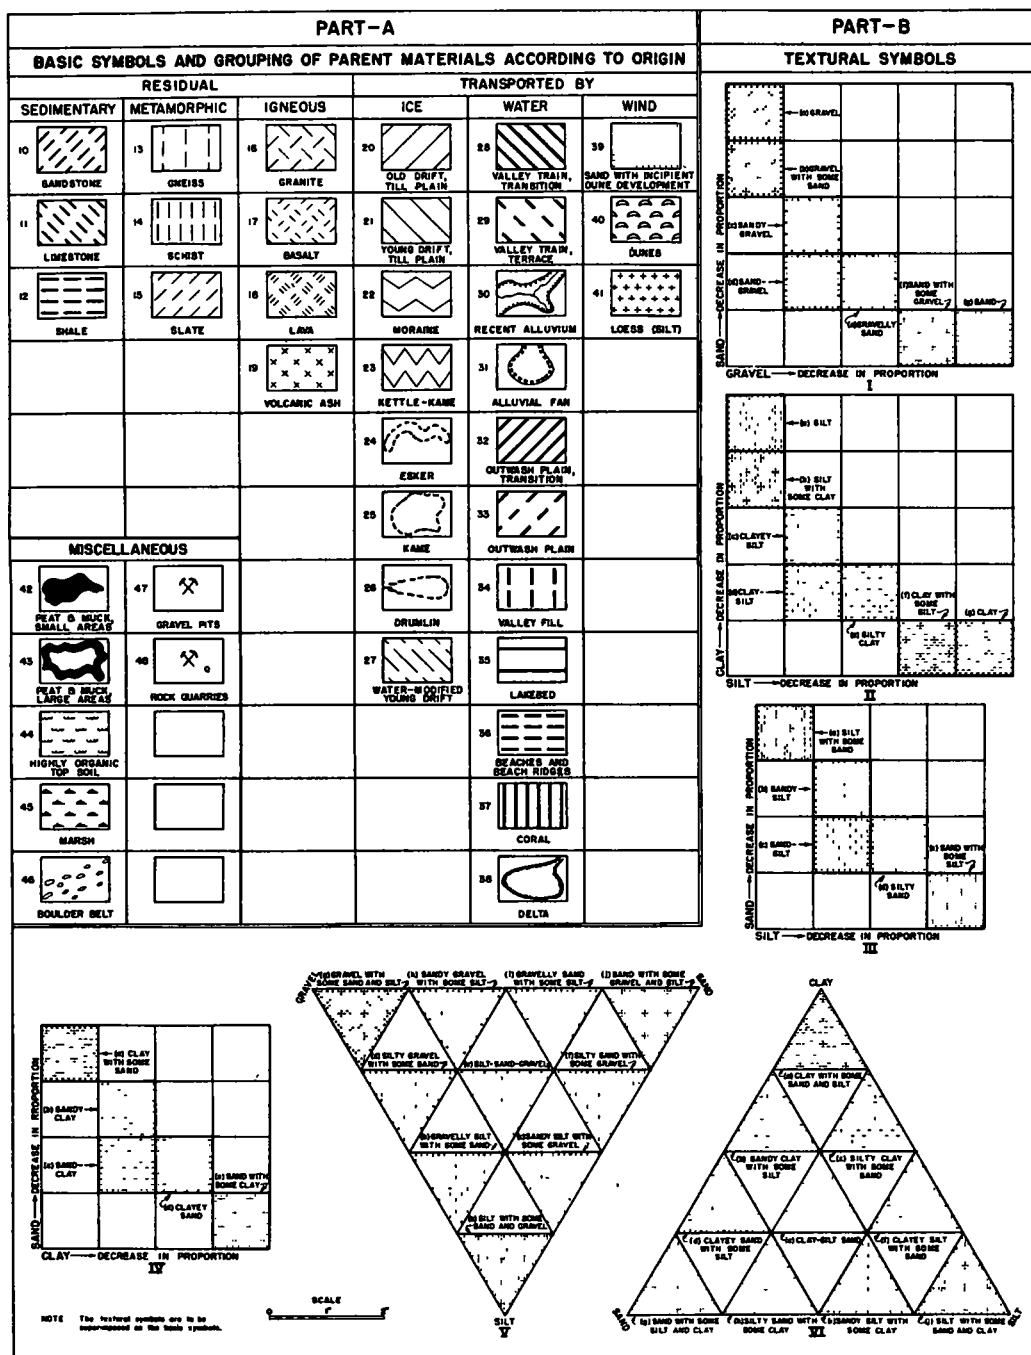 PART-A
BASIC SYMBOLS AND GROUPING OF PARENT MATERIALS ACCORDING TO ORIGIN
RESIDUAL
TRANSPORTED BY
SEDIMENTARY METAMORPHIC IGNEOUS ICE WATER WIND
10 SANDSTONE
13 GNEISS
16 GRANITE
20 OLD DRIFT,
TILL PLAIN
28 VALLEY TRAIN,
TRANSITION
39 SAND WITH INCIPIENT
DUNE DEVELOPMENT
11 LIMESTONE
14 SCHIST
17 BASALT
21 YOUNG DRIFT,
TILL PLAIN
29 VALLEY TRAIN,
TERRACE
40 DUNES
12 SHALE
15 SLATE
18 LAVA
22 MORAINE
30 RECENT ALLUVIUM
41 LOESS (SILT)
19 VOLCANIC ASH
23 KETTLE-KAME
31 ALLUVIAL FAN
24 ESKER
32 OUTWASH PLAIN,
TRANSITION
25 KAME
33 OUTWASH PLAIN
MISCELLANEOUS
42 PEAT & MUCK,
SMALL AREAS
47 GRAVEL PITS
26 DRUMLIN
34 VALLEY FILL
43 PEAT & MUCK,
LARGE AREAS
48 ROCK QUARRIES
Q
27 WATER-MODIFIED
YOUNG DRIFT
35 LAKEBED
44 HIGHLY ORGANIC
TOP SOIL
36 BEACHES AND
BEACH RIDGES
45 MARSH
37 CORAL
46 BOULDER BELT
38 DELTA
PART-B
TEXTURAL SYMBOLS
(a) GRAVEL
(b) GRAVEL
WITH SOME
SAND
(c) SANDY
GRAVEL
(d) SAND-
GRAVEL
(e) GRAVELLY
SAND
(f) SAND WITH
SOME
GRAVEL
(g) SAND
SAND → DECREASE IN PROPORTION
GRAVEL → DECREASE IN PROPORTION
I
(a) SILT
(b) SILT
WITH
SOME CLAY
(c) CLAYEY
SILT
(d) CLAY-
SILT
(e) SILTY
CLAY
(f) CLAY WITH
SOME
SILT
(g) CLAY
CLAY → DECREASE IN PROPORTION
SILT → DECREASE IN PROPORTION
II
(a) SILT
WITH SOME
SAND
(b) SANDY
SILT
(c) SAND-
SILT
(d) SILTY
SAND
(e) SAND WITH
SOME
SILT
SAND → DECREASE IN PROPORTION
SILT → DECREASE IN PROPORTION
III
(a) CLAY
WITH SOME
SAND
(b) SANDY
CLAY
(c) SAND-
CLAY
(d) CLAYEY
SAND
(e) SAND WITH
SOME CLAY
SAND → DECREASE IN RROPORTION
CLAY → DECREASE IN PROPORTION
IV
GRAVEL
SAND
(g) GRAVEL WITH
SOME SAND AND SILT
(h) SANDY GRAVEL
WITH SOME SILT
(i) GRAVELLY SAND
WITH SOME SILT
(j) SAND WITH SOME
GRAVEL AND SILT
(d) SILTY GRAVEL
WITH SOME SAND
(e) SILT-SAND-GRAVEL
(f) SILTY SAND WITH
SOME GRAVEL
(b) GRAVELLY SILT
WITH SOME SAND
(c) SANDY SILT WITH
SOME GRAVEL
(a) SILT WITH SOME
SAND AND GRAVEL
SILT
V
CLAY
(a) CLAY WITH SOME
SAND AND SILT
(b) SANDY CLAY
WITH SOME
SILT
(c) SILTY CLAY
WITH SOME
SAND
(d) CLAYEY SAND
WITH SOME
SILT
(e) CLAY-SILT SAND
(f) CLAYEY SILT
WITH SOME
SAND
SAND
SILT
(g) SAND WITH SOME
SILT AND CLAY
(h) SILTY SAND WITH
SOME CLAY
(i) SANDY SILT WITH
SOME CLAY
(j) SILT WITH SOME
SAND AND CLAY
VI
NOTE The textural symbols are to be
superimposed on the basic symbols.
SCALE
0 1" 2"